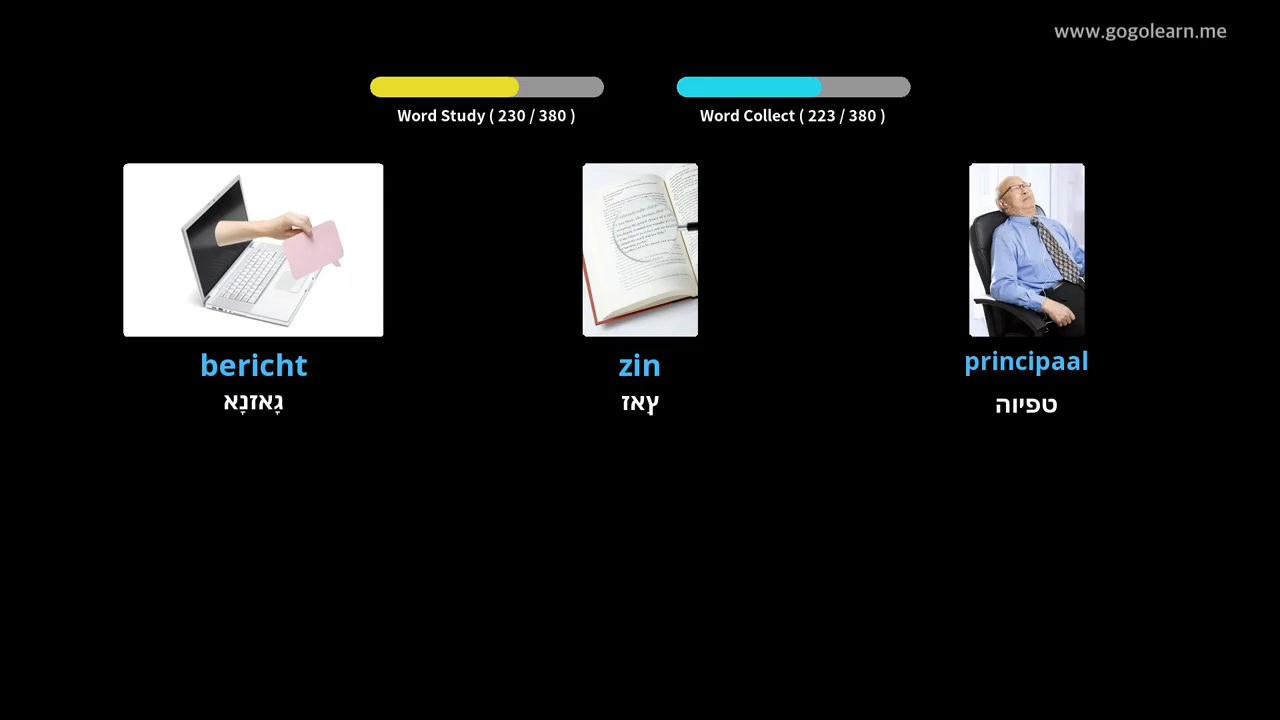 www.gogolearn.me
Word Study ( 230 / 380 )
Word Collect ( 223 / 380 )
bericht
גָאזנָא
zin
ץַאז
principaal
טפיוה